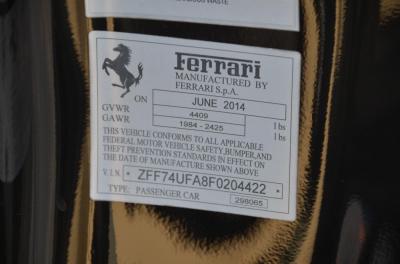 Ferrari
MANUFACTURED BY
FERRARI S.p.A.
ON JUNE 2014
GVWR 4409 lbs
GAWR 1984 - 2425 lbs
THIS VEHICLE CONFORMS TO ALL APPLICABLE
FEDERAL MOTOR VEHICLE SAFETY,BUMPER,AND
THEFT PREVENTION STANDARDS IN EFFECT ON
THE DATE OF MANUFACTURE SHOWN ABOVE
V.I.N. *ZFF74UFA8F0204422*
TYPE: PASSENGER CAR 298065